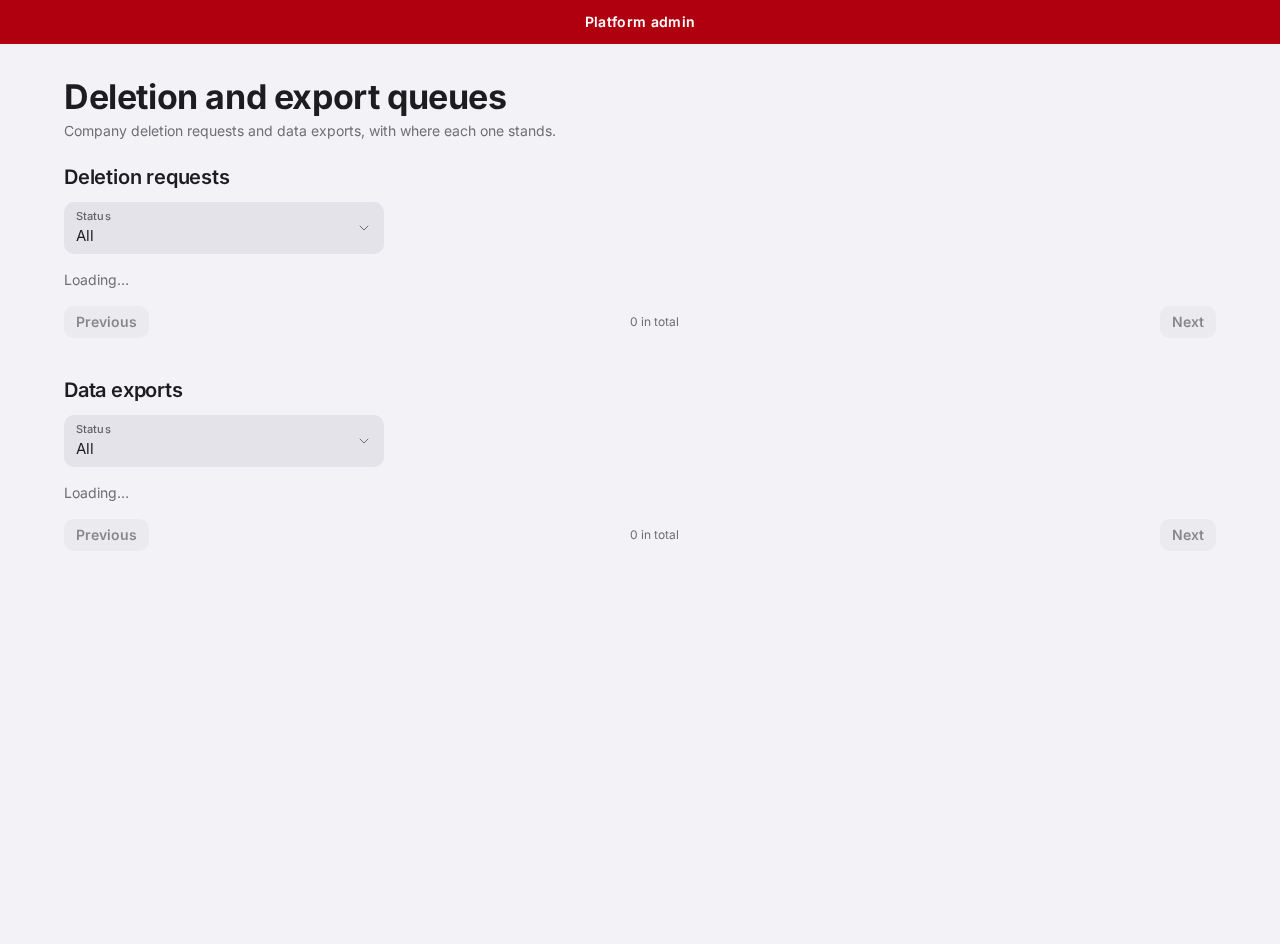 Platform admin
Deletion and export queues
Company deletion requests and data exports, with where each one stands.
Deletion requests
Status
All
Loading...
Previous
0 in total
Next
Data exports
Status
All
Loading...
Previous
0 in total
Next